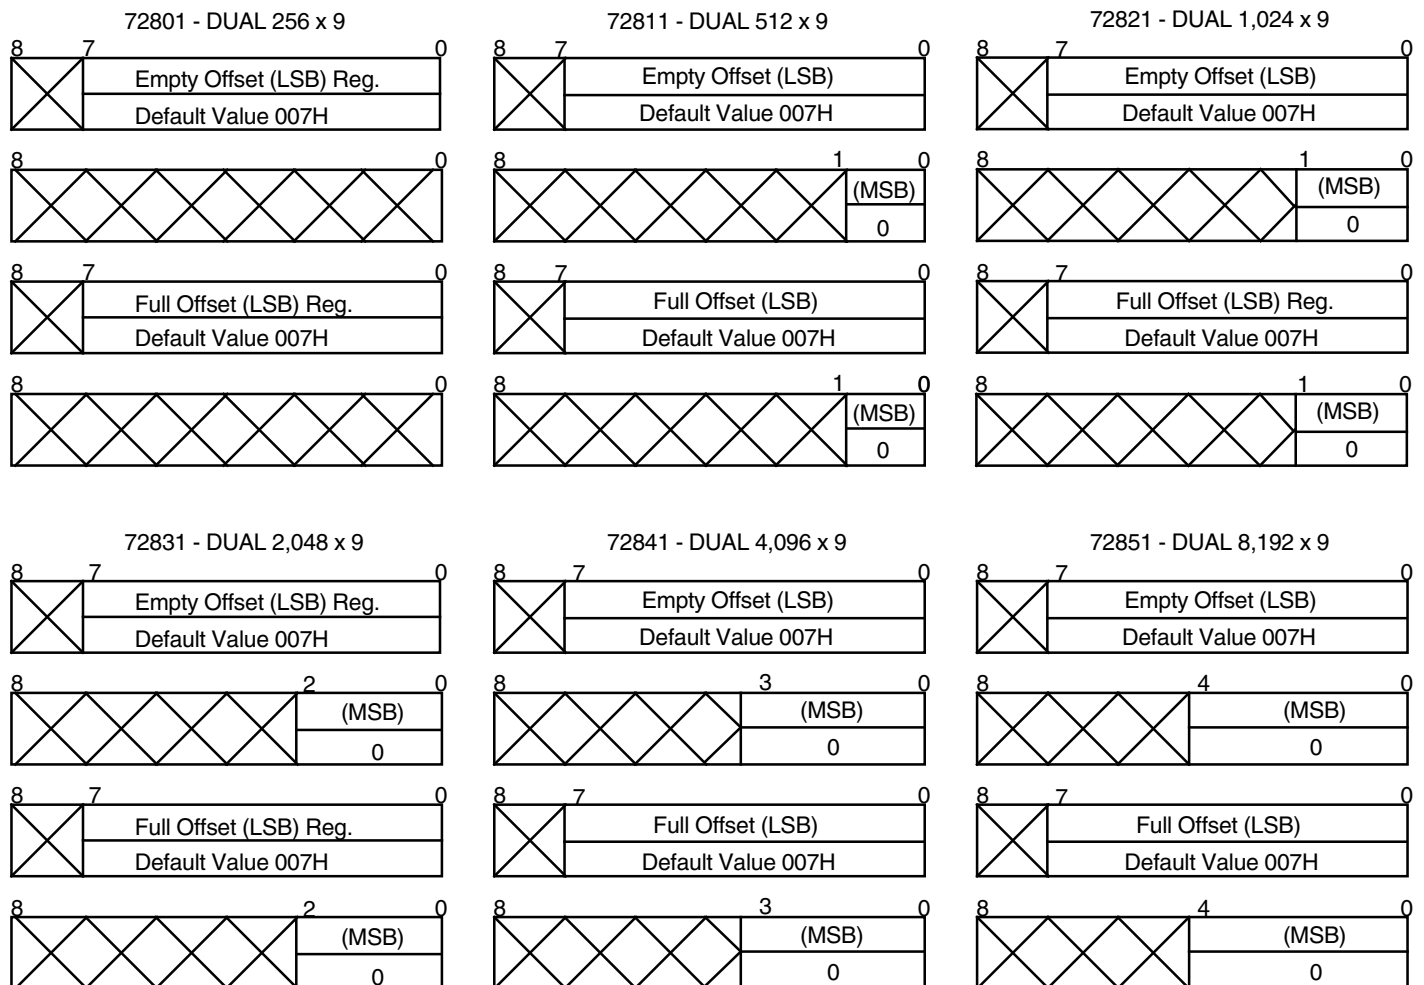 72801 - DUAL 256 x 9
72811 - DUAL 512 x 9
72821 - DUAL 1,024 x 9
8 7 0
8 7 0
8 7 0
Empty Offset (LSB) Reg.
Empty Offset (LSB)
Empty Offset (LSB)
Default Value 007H
Default Value 007H
Default Value 007H
8 0
8 1 0
8 1 0
(MSB)
(MSB)
0
0
8 7 0
8 7 0
8 7 0
Full Offset (LSB) Reg.
Full Offset (LSB)
Full Offset (LSB) Reg.
Default Value 007H
Default Value 007H
Default Value 007H
8 0
8 1 0
8 1 0
(MSB)
(MSB)
0
0
72831 - DUAL 2,048 x 9
72841 - DUAL 4,096 x 9
72851 - DUAL 8,192 x 9
8 7 0
8 7 0
8 7 0
Empty Offset (LSB) Reg.
Empty Offset (LSB)
Empty Offset (LSB)
Default Value 007H
Default Value 007H
Default Value 007H
8 2 0
8 3 0
8 4 0
(MSB)
(MSB)
(MSB)
0
0
0
8 7 0
8 7 0
8 7 0
Full Offset (LSB) Reg.
Full Offset (LSB)
Full Offset (LSB)
Default Value 007H
Default Value 007H
Default Value 007H
8 2 0
8 3 0
8 4 0
(MSB)
(MSB)
(MSB)
0
0
0